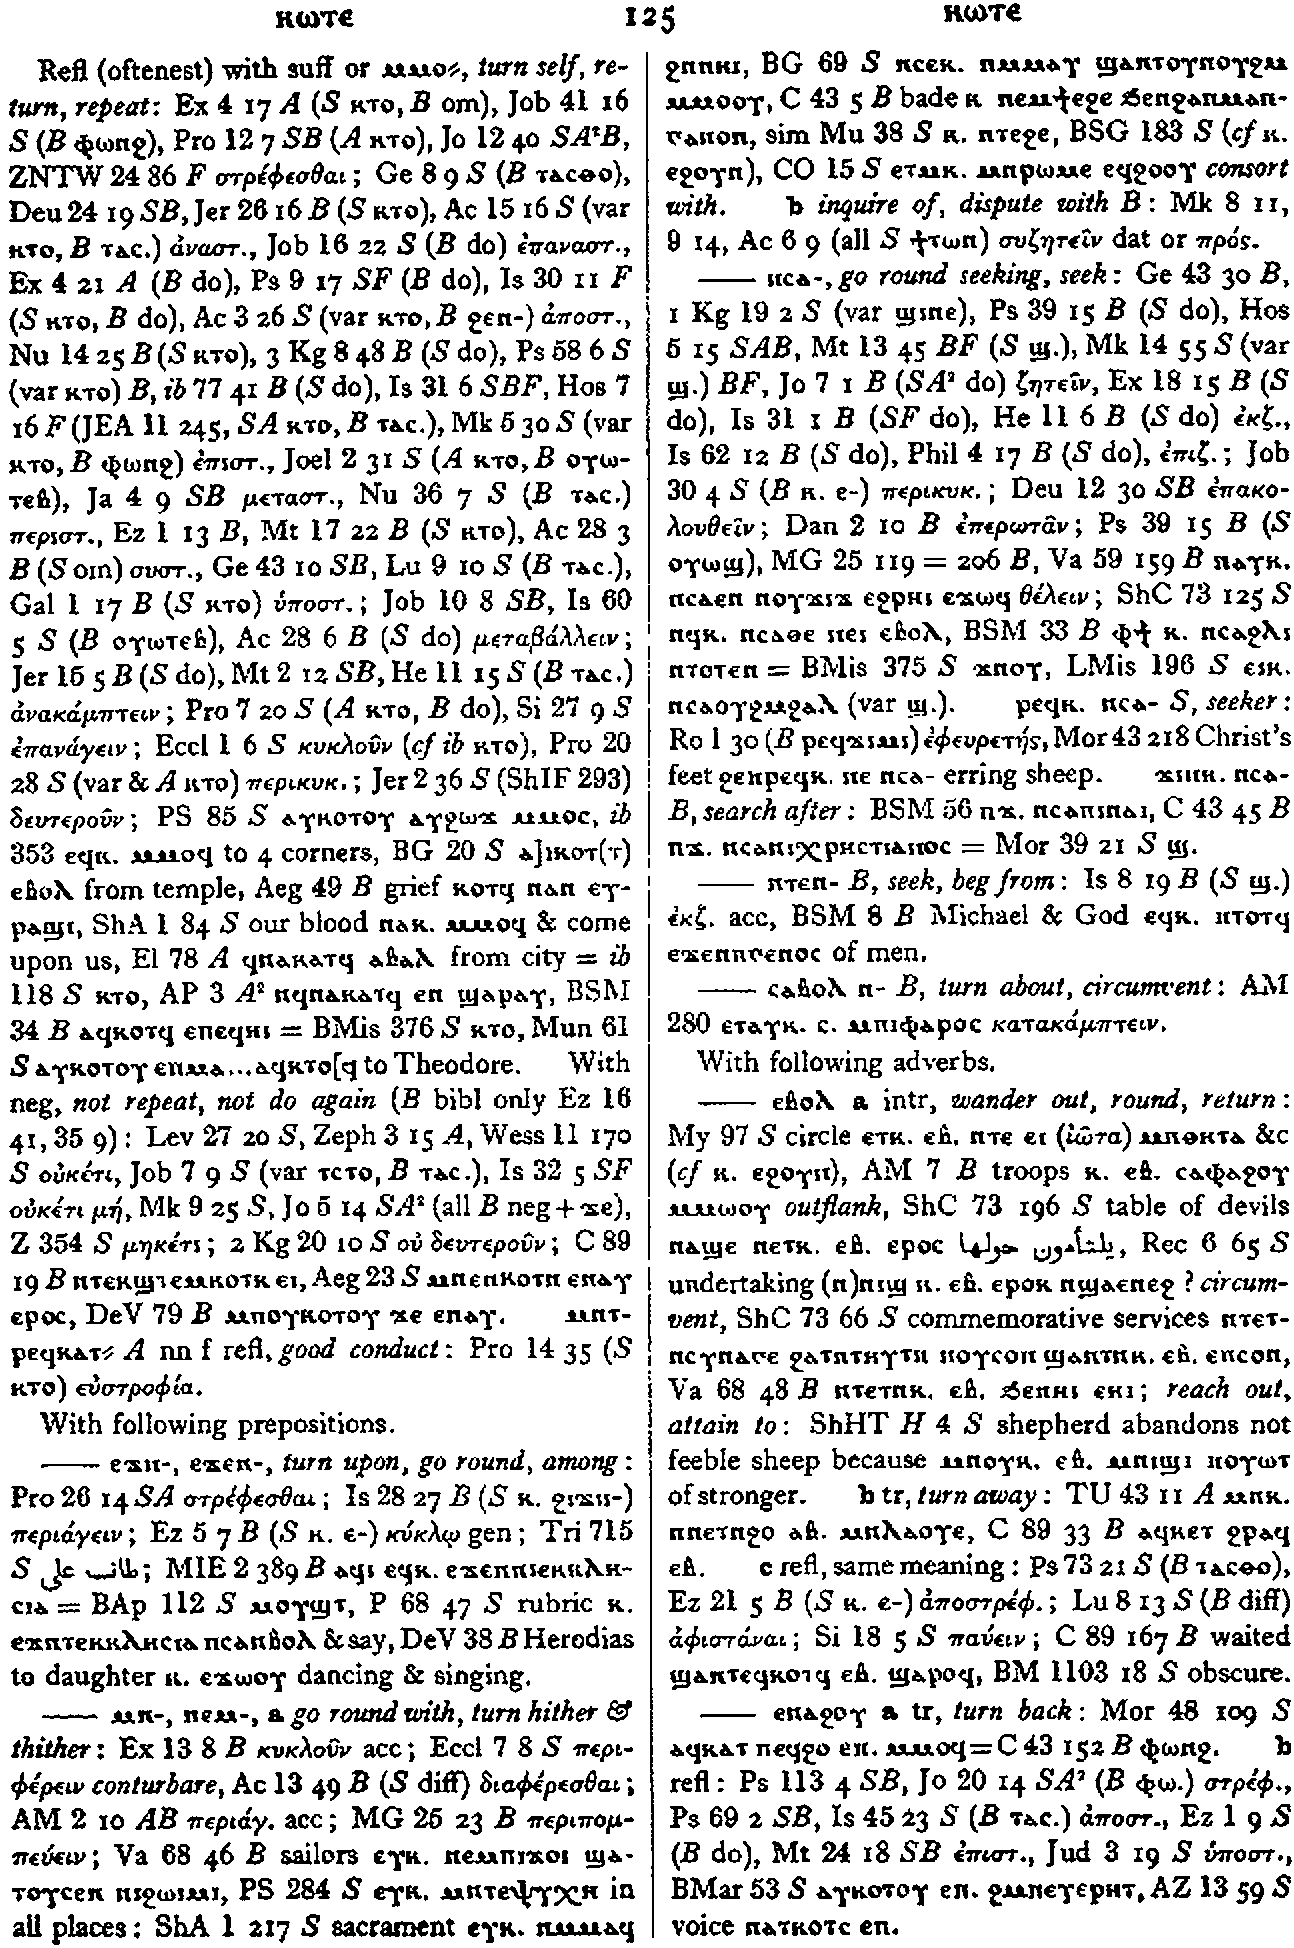 ⲕⲱⲧⲉ 125 ⲕⲱⲧⲉ
Refl (oftenest) with suff or ⲙⲙⲟ⸗, turn self, re-
turn, repeat: Ex 4 17 A (S ⲕⲧⲟ, B om), Job 41 16
S (B ⲫⲱⲛϩ), Pro 12 7 SB (A ⲕⲧⲟ), Jo 12 40 SA²B,
ZNTW 24 86 F στρέφεσθαι; Ge 8 9 S (B ⲧⲁⲥⲑⲟ),
Deu 24 19 SB, Jer 26 16 B (S ⲕⲧⲟ), Ac 15 16 S (var
ⲕⲧⲟ, B ⲧⲁⲥ.) ἀναστ., Job 16 22 S (B do) ἐπαναστ.,
Ex 4 21 A (B do), Ps 9 17 SF (B do), Is 30 11 F
(S ⲕⲧⲟ, B do), Ac 3 26 S (var ⲕⲧⲟ, B ϩⲉⲛ-) ἀποστ.,
Nu 14 25 B (S ⲕⲧⲟ), 3 Kg 8 48 B (S do), Ps 58 6 S
(var ⲕⲧⲟ) B, ib 77 41 B (S do), Is 31 6 SBF, Hos 7
16 F (JEA 11 245, SA ⲕⲧⲟ, B ⲧⲁⲥ.), Mk 5 30 S (var
ⲕⲧⲟ, B ⲫⲱⲛϩ) ἐπιστ., Joel 2 31 S (A ⲕⲧⲟ, B ⲟⲩⲱ-
ⲧⲉⲃ), Ja 4 9 SB μεταστ., Nu 36 7 S (B ⲧⲁⲥ.)
περιστ., Ez 1 13 B, Mt 17 22 B (S ⲕⲧⲟ), Ac 28 3
B (S om) συστ., Ge 43 10 SB, Lu 9 10 S (B ⲧⲁⲥ.),
Gal 1 17 B (S ⲕⲧⲟ) ὑποστ.; Job 10 8 SB, Is 60
5 S (B ⲟⲩⲱⲧⲉⲃ), Ac 28 6 B (S do) μεταβάλλειν;
Jer 15 5 B (S do), Mt 2 12 SB, He 11 15 S (B ⲧⲁⲥ.)
ἀνακάμπτειν; Pro 7 20 S (A ⲕⲧⲟ, B do), Si 27 9 S
ἐπανάγειν; Eccl 1 6 S κυκλοῦν (cf ib ⲕⲧⲟ), Pro 20
28 S (var & A ⲕⲧⲟ) περικυκ.; Jer 2 36 S (ShIF 293)
δευτεροῦν; PS 85 S ⲁⲩⲕⲟⲧⲟⲩ ⲁⲩϩⲱϫ ⲙⲙⲟⲥ, ib
353 ⲉϥⲕ. ⲙⲙⲟϥ to 4 corners, BG 20 S ⲁ]ⲓⲕⲟⲧ(ⲧ)
ⲉⲃⲟⲗ from temple, Aeg 49 B grief ⲕⲟⲧϥ ⲛⲁⲛ ⲉⲩ-
ⲣⲁϣⲓ, ShA 1 84 S our blood ⲛⲁⲕ. ⲙⲙⲟϥ & come
upon us, El 78 A ϥⲛⲁⲕⲁⲧϥ ⲁⲃⲁⲗ from city = ib
118 S ⲕⲧⲟ, AP 3 A² ⲛϥⲛⲁⲕⲁⲧϥ ⲉⲛ ϣⲁⲣⲁⲩ, BSM
34 B ⲁϥⲕⲟⲧϥ ⲉⲡⲉϥⲏⲓ = BMis 376 S ⲕⲧⲟ, Mun 61
S ⲁⲩⲕⲟⲧⲟⲩ ⲉⲡⲙⲁ...ⲁϥⲕⲧⲟ[ϥ to Theodore. With
neg, not repeat, not do again (B bibl only Ez 16
41, 35 9): Lev 27 20 S, Zeph 3 15 A, Wess 11 170
S οὐκέτι, Job 7 9 S (var ⲧⲥⲧⲟ, B ⲧⲁⲥ.), Is 32 5 SF
οὐκέτι μή, Mk 9 25 S, Jo 5 14 SA² (all B neg + ϫⲉ),
Z 354 S μηκέτι; 2 Kg 20 10 S οὐ δευτεροῦν; C 89
19 B ⲛⲧⲉⲕϣⲧⲉⲙⲕⲟⲧⲕ ⲉⲓ, Aeg 23 S ⲙⲡⲉⲛⲕⲟⲧⲛ ⲉⲛⲁⲩ
ⲉⲣⲟⲥ, DeV 79 B ⲙⲡⲟⲩⲕⲟⲧⲟⲩ ϫⲉ ⲉⲛⲁⲩ. ⲙⲛⲧ-
ⲣⲉϥⲕⲁⲧ⸗ A nn f refl, good conduct: Pro 14 35 (S
ⲕⲧⲟ) εὐστροφία.
With following prepositions.
—— ⲉϫⲛ-, ⲉϫⲉⲛ-, turn upon, go round, among:
Pro 26 14 SA στρέφεσθαι; Is 28 27 B (S ⲕ. ϩⲓϫⲛ-)
περιάγειν; Ez 5 7 B (S ⲕ. ⲉ-) κύκλῳ gen; Tri 715
S طالب على; MIE 2 389 B ⲁϥⲓ ⲉϥⲕ. ⲉϫⲉⲛⲛⲓⲉⲕⲕⲗⲏ-
ⲥⲓⲁ = BAp 112 S ⲙⲟⲩϣⲧ, P 68 47 S rubric ⲕ.
ⲉϫⲛⲧⲉⲕⲕⲗⲏⲥⲓⲁ ⲛⲥⲁⲛⲃⲟⲗ & say, DeV 38 B Herodias
to daughter ⲕ. ⲉϫⲱⲟⲩ dancing & singing.
—— ⲙⲛ-, ⲛⲉⲙ-, a go round with, turn hither &
thither: Ex 13 8 B κυκλοῦν acc; Eccl 7 8 S περι-
φέρειν conturbare, Ac 13 49 B (S diff) διαφέρεσθαι;
AM 2 10 AB περιάγ. acc; MG 25 23 B περιπομ-
πεύειν; Va 68 46 B sailors ⲉⲩⲕ. ⲛⲉⲙⲡⲓϫⲟⲓ ϣⲁ-
ⲧⲟⲩⲥⲉⲛ ⲛⲓϩⲱⲓⲙⲓ, PS 284 S ⲉⲩⲕ. ⲙⲛⲧⲉⲯⲩⲭⲏ in
all places: ShA 1 217 S sacrament ⲉⲩⲕ. ⲛⲙⲙⲁϥ
ϩⲛⲛⲏⲓ, BG 69 S ⲛⲥⲉⲕ. ⲛⲙⲙⲁⲩ ϣⲁⲛⲧⲟⲩⲛⲟⲩϩⲙ
ⲙⲙⲟⲟⲩ, C 43 5 B bade ⲕ ⲛⲉⲙϯⲉϩⲉ ϧⲉⲛϩⲁⲛⲙⲁⲛ-
ⲅⲁⲛⲟⲛ, sim Mu 38 S ⲕ. ⲛⲧⲉϩⲉ, BSG 183 S (cf ⲕ.
ⲉϩⲟⲩⲛ), CO 15 S ⲉⲧⲙⲕ. ⲙⲛⲣⲱⲙⲉ ⲉϥϩⲟⲟⲩ consort
with. b inquire of, dispute with B: Mk 8 11,
9 14, Ac 6 9 (all S ϯⲧⲱⲛ) συζητεῖν dat or πρός.
—— ⲛⲥⲁ-, go round seeking, seek: Ge 43 30 B,
1 Kg 19 2 S (var ϣⲓⲛⲉ), Ps 39 15 B (S do), Hos
5 15 SAB, Mt 13 45 BF (S ϣ.), Mk 14 55 S (var
ϣ.) BF, Jo 7 1 B (SA² do) ζητεῖν, Ex 18 15 B (S
do), Is 31 1 B (SF do), He 11 6 B (S do) ἐκζ.,
Is 62 12 B (S do), Phil 4 17 B (S do), ἐπιζ.; Job
30 4 S (B ⲕ. ⲉ-) περικυκ.; Deu 12 30 SB ἐπακο-
λουθεῖν; Dan 2 10 B ἐπερωτᾶν; Ps 39 15 B (S
ⲟⲩⲱϣ), MG 25 119 = 206 B, Va 59 159 B ⲛⲁⲩⲕ.
ⲛⲥⲁⲉⲛ ⲛⲟⲩϫⲓϫ ⲉϩⲣⲏⲓ ⲉϫⲱϥ θέλειν; ShC 73 125 S
ⲛϥⲕ. ⲛⲥⲁⲑⲉ ⲛⲉⲓ ⲉⲃⲟⲗ, BSM 33 B ⲫϯ ⲕ. ⲛⲥⲁϩⲗⲓ
ⲛⲧⲟⲧⲉⲛ = BMis 375 S ϫⲛⲟⲩ, LMis 196 S ⲉⲓⲕ.
ⲛⲥⲁⲟⲩϩⲙϩⲁⲗ (var ϣ.). ⲣⲉϥⲕ. ⲛⲥⲁ- S, seeker:
Ro 1 30 (B ⲣⲉϥϫⲓⲙⲓ) ἐφευρετής, Mor 43 218 Christ's
feet ϩⲉⲛⲣⲉϥⲕ. ⲛⲉ ⲛⲥⲁ- erring sheep. ϫⲓⲛⲕ. ⲛⲥⲁ-
B, search after: BSM 56 ⲡϫ. ⲛⲥⲁⲛⲓⲛⲁⲓ, C 43 45 B
ⲡϫ. ⲛⲥⲁⲛⲓⲭⲣⲏⲥⲧⲓⲁⲛⲟⲥ = Mor 39 21 S ϣ.
—— ⲛⲧⲉⲛ- B, seek, beg from: Is 8 19 B (S ϣ.)
ἐκζ. acc, BSM 8 B Michael & God ⲉϥⲕ. ⲛⲧⲟⲧϥ
ⲉϫⲉⲛⲡⲅⲉⲛⲟⲥ of men.
—— ⲥⲁⲃⲟⲗ ⲛ- B, turn about, circumvent: AM
280 ⲉⲧⲁⲩⲕ. ⲥ. ⲙⲡⲓⲫⲁⲣⲟⲥ κατακάμπτειν.
With following adverbs.
—— ⲉⲃⲟⲗ a intr, wander out, round, return:
My 97 S circle ⲉⲧⲕ. ⲉⲃ. ⲛⲧⲉ ⲉⲓ (ἰῶτα) ⲙⲡⲑⲏⲧⲁ &c
(cf ⲕ. ⲉϩⲟⲩⲛ), AM 7 B troops ⲕ. ⲉⲃ. ⲥⲁⲫⲁϩⲟⲩ
ⲙⲙⲱⲟⲩ outflank, ShC 73 196 S table of devils
ⲛⲁϣⲉ ⲛⲉⲧⲕ. ⲉⲃ. ⲉⲣⲟⲥ حوليها, Rec 6 65 S
undertaking (ⲛ)ⲛⲓϣ ⲕ. ⲉⲃ. ⲉⲣⲟⲕ ⲛϣⲁⲉⲛⲉϩ ? circum-
vent, ShC 73 66 S commemorative services ⲛⲧⲉⲧ-
ⲛⲥⲩⲛⲁⲅⲉ ϩⲁⲧⲛⲧⲏⲩⲧⲛ ⲛⲟⲩⲥⲟⲡ ϣⲁⲛⲧⲛⲕ. ⲉⲃ. ⲉⲡⲥⲟⲡ,
Va 68 48 B ⲛⲧⲉⲧⲛⲕ. ⲉⲃ. ϧⲉⲛⲏⲓ ⲉⲏⲓ; reach out,
attain to: ShHT H 4 S shepherd abandons not
feeble sheep because ⲙⲡⲟⲩⲕ. ⲉⲃ. ⲙⲡⲓϣⲓ ⲛⲟⲩⲱⲧ
of stronger. b tr, turn away: TU 43 11 A ⲙⲡⲕ.
ⲡⲡⲉⲧⲛϩⲟ ⲁⲃ. ⲙⲡⲗⲁⲟⲩⲉ, C 89 33 B ⲁϥⲕⲉⲧ ϩⲣⲁϥ
ⲉⲃ. c refl, same meaning: Ps 73 21 S (B ⲧⲁⲥⲑⲟ),
Ez 21 5 B (S ⲕ. ⲉ-) ἀποστρέφ.; Lu 8 13 S (B diff)
ἀφιστάναι; Si 18 5 S παύειν; C 89 167 B waited
ϣⲁⲛⲧⲉϥⲕⲟⲧϥ ⲉⲃ. ϣⲁⲣⲟϥ, BM 1103 18 S obscure.
—— ⲉⲡⲁϩⲟⲩ a tr, turn back: Mor 48 109 S
ⲁϥⲕⲁⲧ ⲡⲉϥϩⲟ ⲉⲡ. ⲙⲙⲟϥ = C 43 152 B ⲫⲱⲛϩ. b
refl: Ps 113 4 SB, Jo 20 14 SA² (B ⲫⲱ.) στρέφ.,
Ps 69 2 SB, Is 45 23 S (B ⲧⲁⲥ.) ἀποστ., Ez 1 9 S
(B do), Mt 24 18 SB ἐπιστ., Jud 3 19 S ὑποστ.,
BMar 53 S ⲁⲩⲕⲟⲧⲟⲩ ⲉⲡ. ϩⲙⲡⲉⲩⲉⲣⲏⲧ, AZ 13 59 S
voice ⲛⲁⲧⲕⲟⲧⲥ ⲉⲡ.